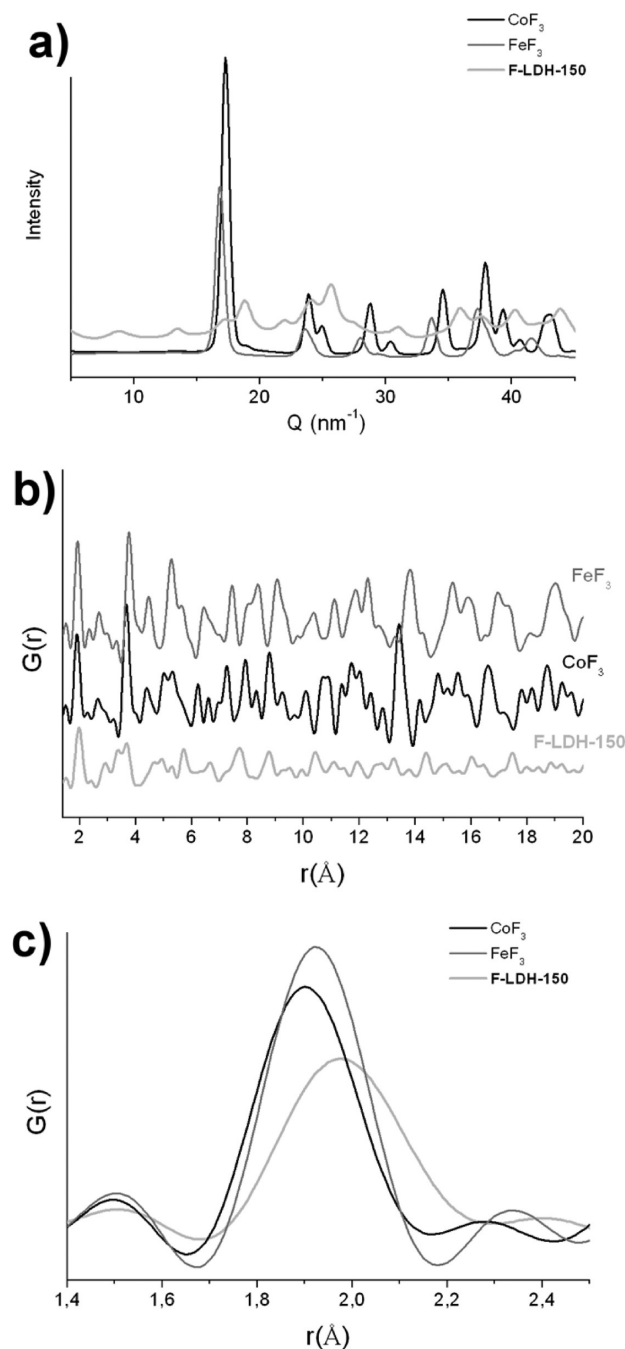 a)
CoF₃
FeF₃
F-LDH-150
Intensity
10 20 30 40
Q (nm⁻¹)
b)
G(r)
FeF₃
CoF₃
F-LDH-150
2 4 6 8 10 12 14 16 18 20
r(Å)
c)
CoF₃
FeF₃
F-LDH-150
G(r)
1,4 1,6 1,8 2,0 2,2 2,4
r(Å)